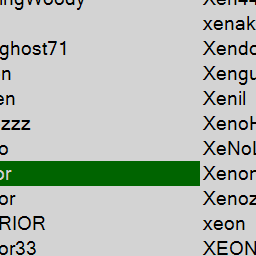 ngWoody
Xen44
xenak
ghost71
Xendo
n
Xengu
en
Xenil
zzz
XenoH
o
XeNoL
or
Xenor
or
Xenoz
RIOR
xeon
or33
XEON